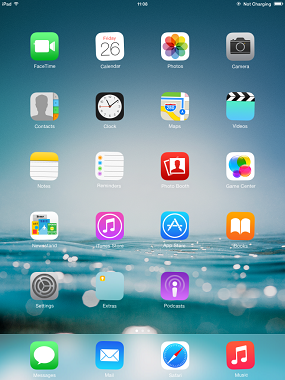 iPad 11:08 Not Charging
Friday
26
FaceTime Calendar Photos Camera
Contacts Clock Maps Videos
Notes Reminders Photo Booth Game Center
Newsstand iTunes Store App Store iBooks
Settings Extras Podcasts
Messages Mail Safari Music